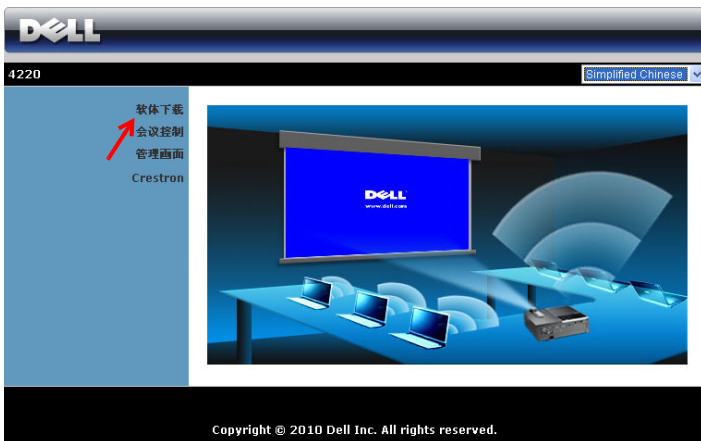 DELL
4220
Simplified Chinese
软体下载
会议控制
管理画面
Crestron
DELL
www.dell.com
Copyright © 2010 Dell Inc. All rights reserved.